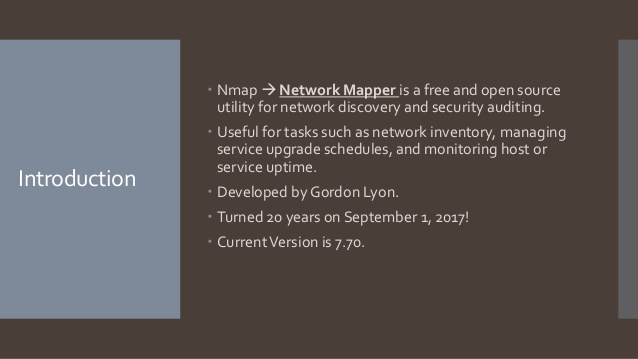 Introduction
• Nmap → Network Mapper is a free and open source
utility for network discovery and security auditing.
• Useful for tasks such as network inventory, managing
service upgrade schedules, and monitoring host or
service uptime.
• Developed by Gordon Lyon.
• Turned 20 years on September 1, 2017!
• Current Version is 7.70.